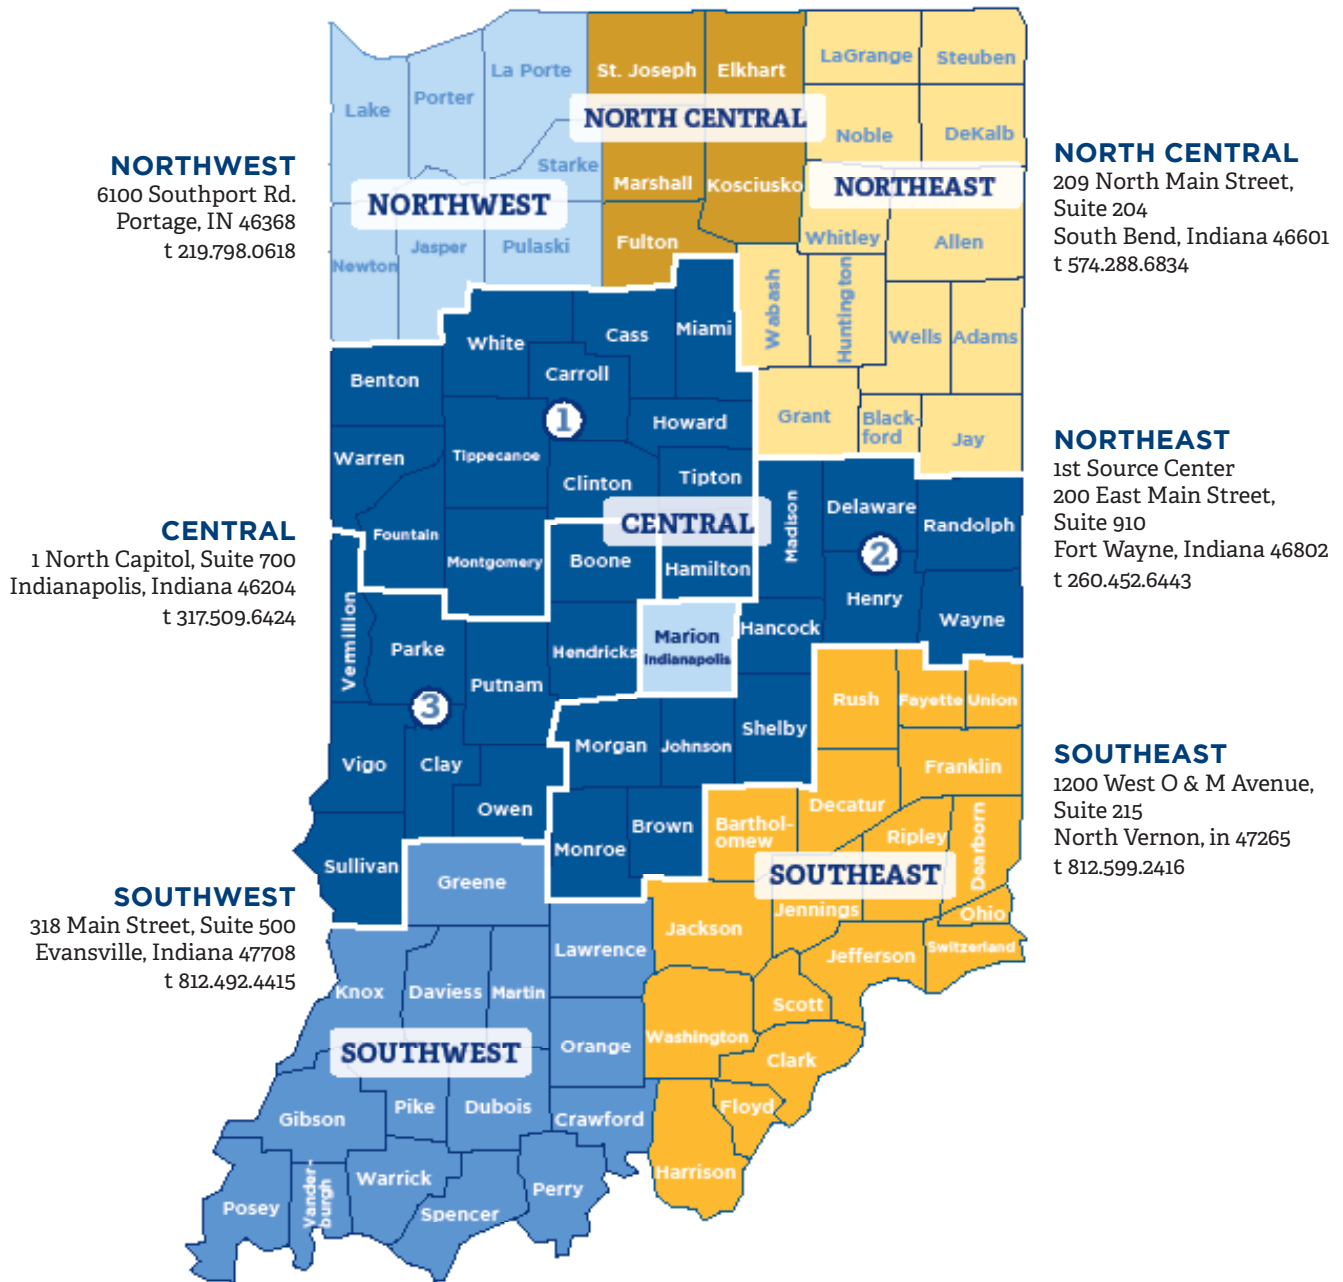 NORTHWEST
6100 Southport Rd.
Portage, IN 46368
t 219.798.0618
CENTRAL
1 North Capitol, Suite 700
Indianapolis, Indiana 46204
t 317.509.6424
SOUTHWEST
318 Main Street, Suite 500
Evansville, Indiana 47708
t 812.492.4415
La Porte
St. Joseph
Elkhart
LaGrange
Steuben
Lake
Porter
NORTH CENTRAL
Noble
DeKalb
Starke
Marshall
Kosciusko
NORTHEAST
NORTHWEST
Newton
Jasper
Pulaski
Fulton
Whitley
Allen
Wabash
Huntington
Wells
Adams
White
Cass
Miami
Benton
Carroll
1
Howard
Grant
Black-
ford
Jay
Warren
Tippecanoe
Clinton
Tipton
CENTRAL
Madison
Delaware
Randolph
Fountain
Montgomery
Boone
Hamilton
2
Henry
Wayne
Vermillion
Parke
Putnam
Hendricks
Marion
Indianapolis
Hancock
3
Rush
Fayette
Union
Vigo
Clay
Morgan
Johnson
Shelby
Franklin
Owen
Monroe
Brown
Barthol-
omew
Decatur
Ripley
Dearborn
Sullivan
Greene
SOUTHEAST
Jennings
Ohio
Lawrence
Jackson
Jefferson
Switzerland
Knox
Daviess
Martin
Scott
SOUTHWEST
Orange
Washington
Clark
Gibson
Pike
Dubois
Crawford
Floyd
Harrison
Posey
Vander-
burgh
Warrick
Spencer
Perry
NORTH CENTRAL
209 North Main Street,
Suite 204
South Bend, Indiana 46601
t 574.288.6834
NORTHEAST
1st Source Center
200 East Main Street,
Suite 910
Fort Wayne, Indiana 46802
t 260.452.6443
SOUTHEAST
1200 West O & M Avenue,
Suite 215
North Vernon, in 47265
t 812.599.2416